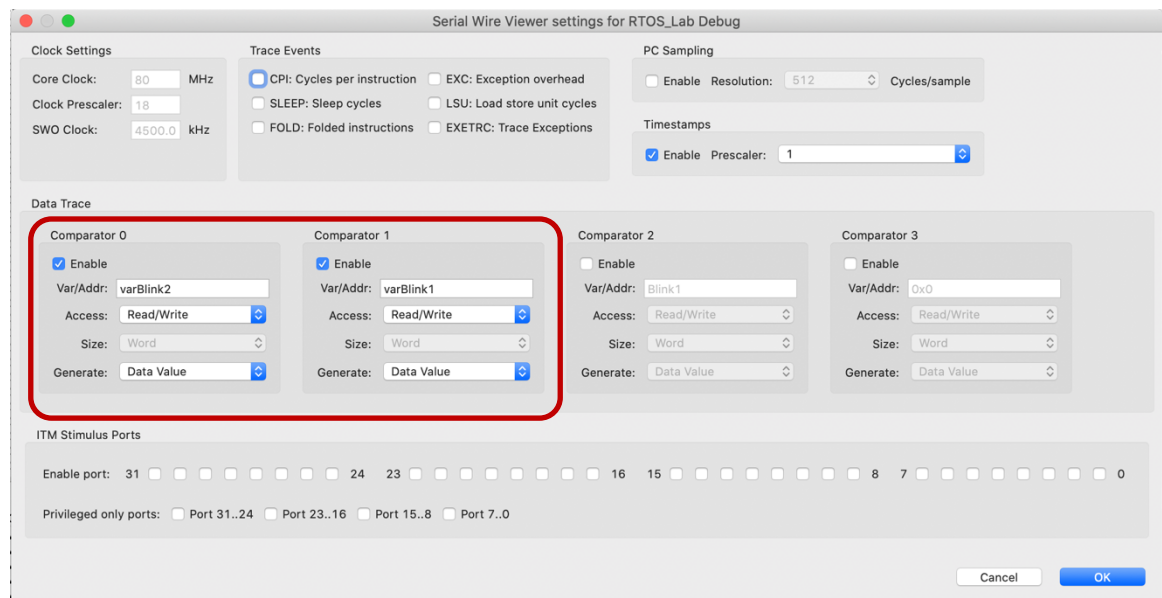 Serial Wire Viewer settings for RTOS_Lab Debug
Clock Settings
Core Clock: 80 MHz
Clock Prescaler: 18
SWO Clock: 4500.0 kHz
Trace Events
CPI: Cycles per instruction EXC: Exception overhead
SLEEP: Sleep cycles LSU: Load store unit cycles
FOLD: Folded instructions EXETRC: Trace Exceptions
PC Sampling
Enable Resolution: 512 Cycles/sample
Timestamps
Enable Prescaler: 1
Data Trace
Comparator 0
Enable
Var/Addr: varBlink2
Access: Read/Write
Size: Word
Generate: Data Value
Comparator 1
Enable
Var/Addr: varBlink1
Access: Read/Write
Size: Word
Generate: Data Value
Comparator 2
Enable
Var/Addr: Blink1
Access: Read/Write
Size: Word
Generate: Data Value
Comparator 3
Enable
Var/Addr: 0x0
Access: Read/Write
Size: Word
Generate: Data Value
ITM Stimulus Ports
Enable port: 31 24 23 16 15 8 7 0
Privileged only ports: Port 31..24 Port 23..16 Port 15..8 Port 7..0
Cancel OK